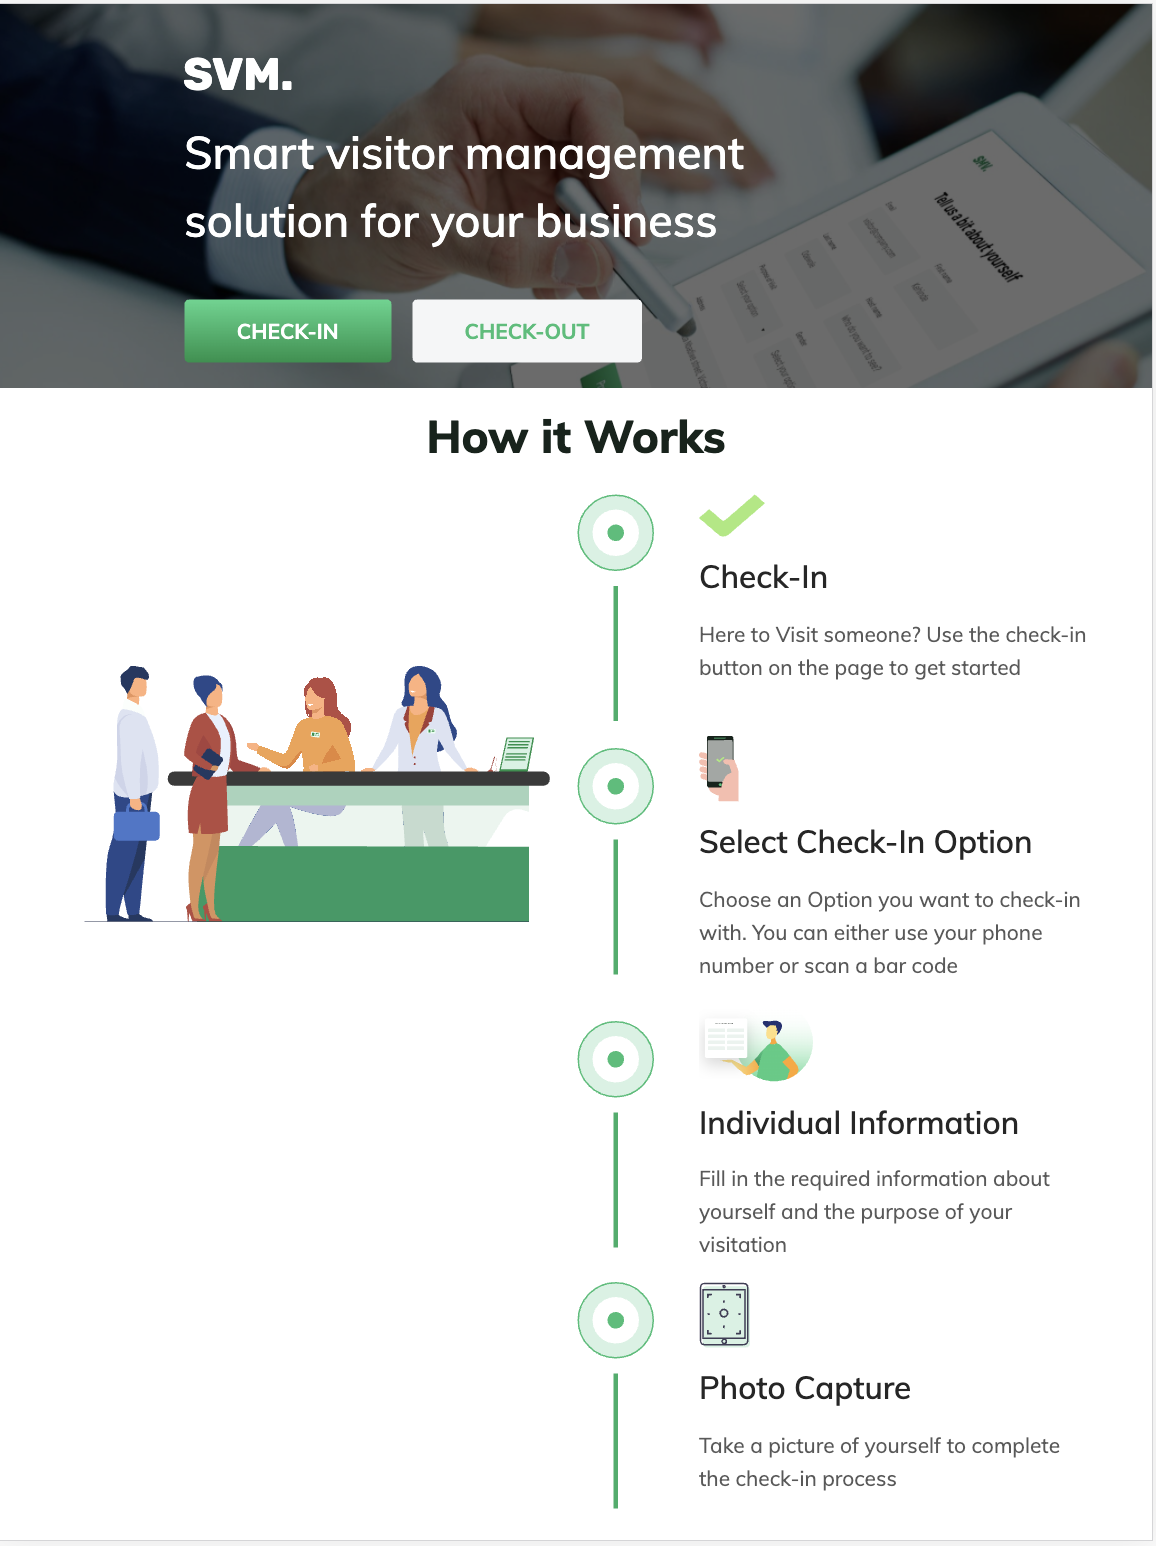 SVM.
Smart visitor management
solution for your business
CHECK-IN
CHECK-OUT
SVM.
Tell us a bit about yourself
How it Works
Check-In
Here to Visit someone? Use the check-in
button on the page to get started
Select Check-In Option
Choose an Option you want to check-in
with. You can either use your phone
number or scan a bar code
Individual Information
Fill in the required information about
yourself and the purpose of your
visitation
Photo Capture
Take a picture of yourself to complete
the check-in process